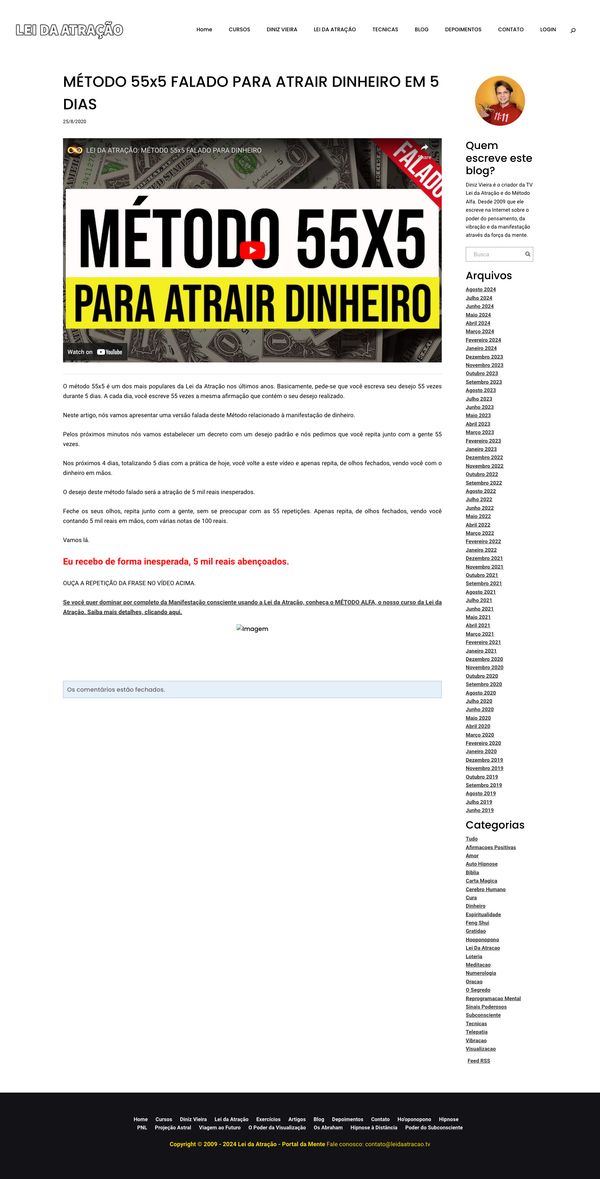 LEI DA ATRAÇÃO
Home CURSOS DINIZ VIEIRA LEI DA ATRAÇÃO TECNICAS BLOG DEPOIMENTOS CONTATO LOGIN
MÉTODO 55x5 FALADO PARA ATRAIR DINHEIRO EM 5
DIAS
25/8/2020
LEI DA ATRAÇÃO: MÉTODO 55x5 FALADO PARA DINHEIRO
Share
FALADO
MÉTODO 55X5
PARA ATRAIR DINHEIRO
Watch on YouTube
O método 55x5 é um dos mais populares da Lei da Atração nos últimos anos. Basicamente, pede-se que você escreva seu desejo 55 vezes
durante 5 dias. A cada dia, você escreve 55 vezes a mesma afirmação que contém o seu desejo realizado.
Neste artigo, nós vamos apresentar uma versão falada deste Método relacionado à manifestação de dinheiro.
Pelos próximos minutos nós vamos estabelecer um decreto com um desejo padrão e nós pedimos que você repita junto com a gente 55
vezes.
Nos próximos 4 dias, totalizando 5 dias com a prática de hoje, você volte a este vídeo e apenas repita, de olhos fechados, vendo você com o
dinheiro em mãos.
O desejo deste método falado será a atração de 5 mil reais inesperados.
Feche os seus olhos, repita junto com a gente, sem se preocupar com as 55 repetições. Apenas repita, de olhos fechados, vendo você
contando 5 mil reais em mãos, com várias notas de 100 reais.
Vamos lá.
Eu recebo de forma inesperada, 5 mil reais abençoados.
OUÇA A REPETIÇÃO DA FRASE NO VÍDEO ACIMA.
Se você quer dominar por completo da Manifestação consciente usando a Lei da Atração, conheça o MÉTODO ALFA, o nosso curso da Lei da
Atração. Saiba mais detalhes, clicando aqui.
Imagem
Os comentários estão fechados.
11:11
Quem
escreve este
blog?
Diniz Vieira é o criador da TV
Lei da Atração e do Método
Alfa. Desde 2009 que ele
escreve na Internet sobre o
poder do pensamento, da
vibração e da manifestação
através da força da mente.
Busca
Arquivos
Agosto 2024
Julho 2024
Junho 2024
Maio 2024
Abril 2024
Março 2024
Fevereiro 2024
Janeiro 2024
Dezembro 2023
Novembro 2023
Outubro 2023
Setembro 2023
Agosto 2023
Julho 2023
Junho 2023
Maio 2023
Abril 2023
Março 2023
Fevereiro 2023
Janeiro 2023
Dezembro 2022
Novembro 2022
Outubro 2022
Setembro 2022
Agosto 2022
Julho 2022
Junho 2022
Maio 2022
Abril 2022
Março 2022
Fevereiro 2022
Janeiro 2022
Dezembro 2021
Novembro 2021
Outubro 2021
Setembro 2021
Agosto 2021
Julho 2021
Junho 2021
Maio 2021
Abril 2021
Março 2021
Fevereiro 2021
Janeiro 2021
Dezembro 2020
Novembro 2020
Outubro 2020
Setembro 2020
Agosto 2020
Julho 2020
Junho 2020
Maio 2020
Abril 2020
Março 2020
Fevereiro 2020
Janeiro 2020
Dezembro 2019
Novembro 2019
Outubro 2019
Setembro 2019
Agosto 2019
Julho 2019
Junho 2019
Categorias
Tudo
Afirmacoes Positivas
Amor
Auto Hipnose
Biblia
Carta Magica
Cerebro Humano
Cura
Dinheiro
Espiritualidade
Feng Shui
Gratidao
Hooponopono
Lei Da Atracao
Loteria
Meditacao
Numerologia
Oracao
O Segredo
Reprogramacao Mental
Sinais Poderosos
Subconsciente
Tecnicas
Telepatia
Vibracao
Visualizacao
Feed RSS
Home Cursos Diniz Vieira Lei da Atração Exercícios Artigos Blog Depoimentos Contato Ho'oponopono Hipnose
PNL Projeção Astral Viagem ao Futuro O Poder da Visualização Os Abraham Hipnose à Distância Poder do Subconsciente
Copyright © 2009 - 2024 Lei da Atração - Portal da Mente Fale conosco: contato@leidaatracao.tv